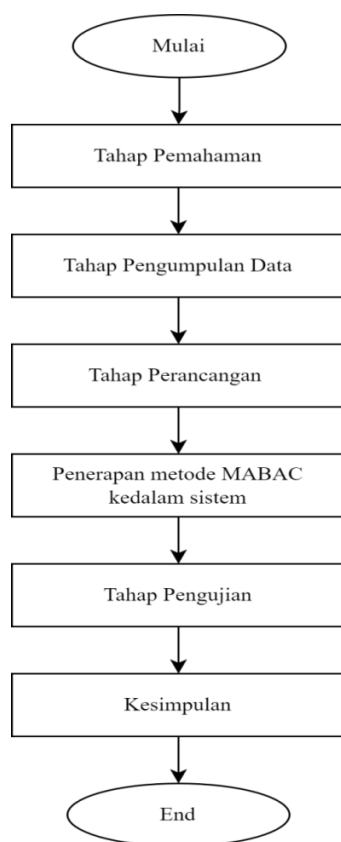 Mulai
Tahap Pemahaman
Tahap Pengumpulan Data
Tahap Perancangan
Penerapan metode MABAC
kedalam sistem
Tahap Pengujian
Kesimpulan
End